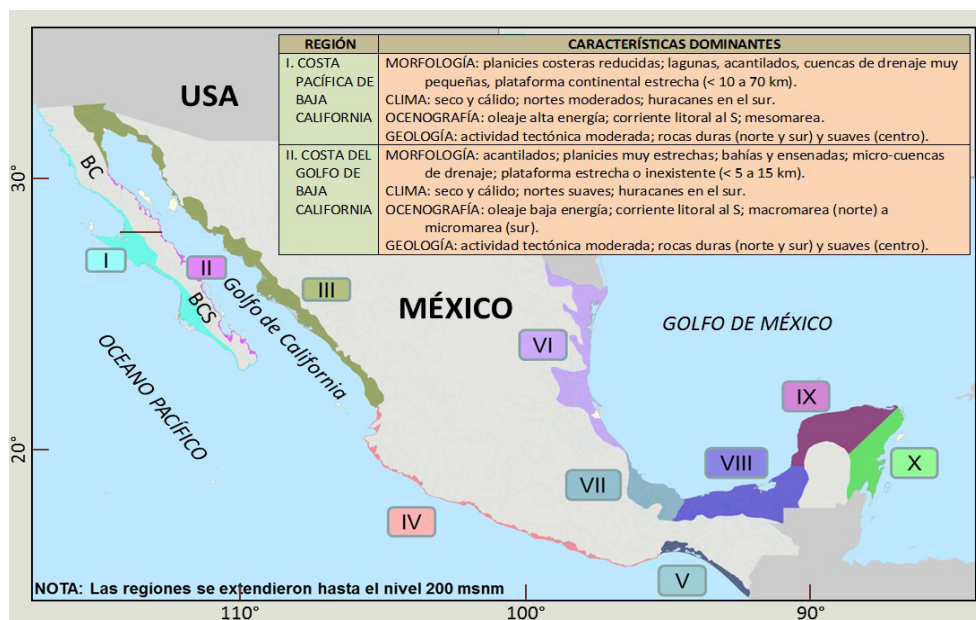 REGIÓN CARACTERÍSTICAS DOMINANTES
I. COSTA PACÍFICA DE BAJA CALIFORNIA
MORFOLOGÍA: planicies costeras reducidas; lagunas, acantilados, cuencas de drenaje muy
pequeñas, plataforma continental estrecha (< 10 a 70 km).
CLIMA: seco y cálido; nortes moderados; huracanes en el sur.
OCENOGRAFÍA: oleaje alta energía; corriente litoral al S; mesomarea.
GEOLOGÍA: actividad tectónica moderada; rocas duras (norte y sur) y suaves (centro).
II. COSTA DEL GOLFO DE BAJA CALIFORNIA
MORFOLOGÍA: acantilados; planicies muy estrechas; bahías y ensenadas; micro-cuencas
de drenaje; plataforma estrecha o inexistente (< 5 a 15 km).
CLIMA: seco y cálido; nortes suaves; huracanes en el sur.
OCENOGRAFÍA: oleaje baja energía; corriente litoral al S; macromarea (norte) a
micromarea (sur).
GEOLOGÍA: actividad tectónica moderada; rocas duras (norte y sur) y suaves (centro).
USA
30°
BC
I
II
BCS
Golfo de California
III
MÉXICO
GOLFO DE MÉXICO
VI
OCEANO PACÍFICO
IX
20°
VII
VIII
X
IV
V
NOTA: Las regiones se extendieron hasta el nivel 200 msnm
110° 100° 90°